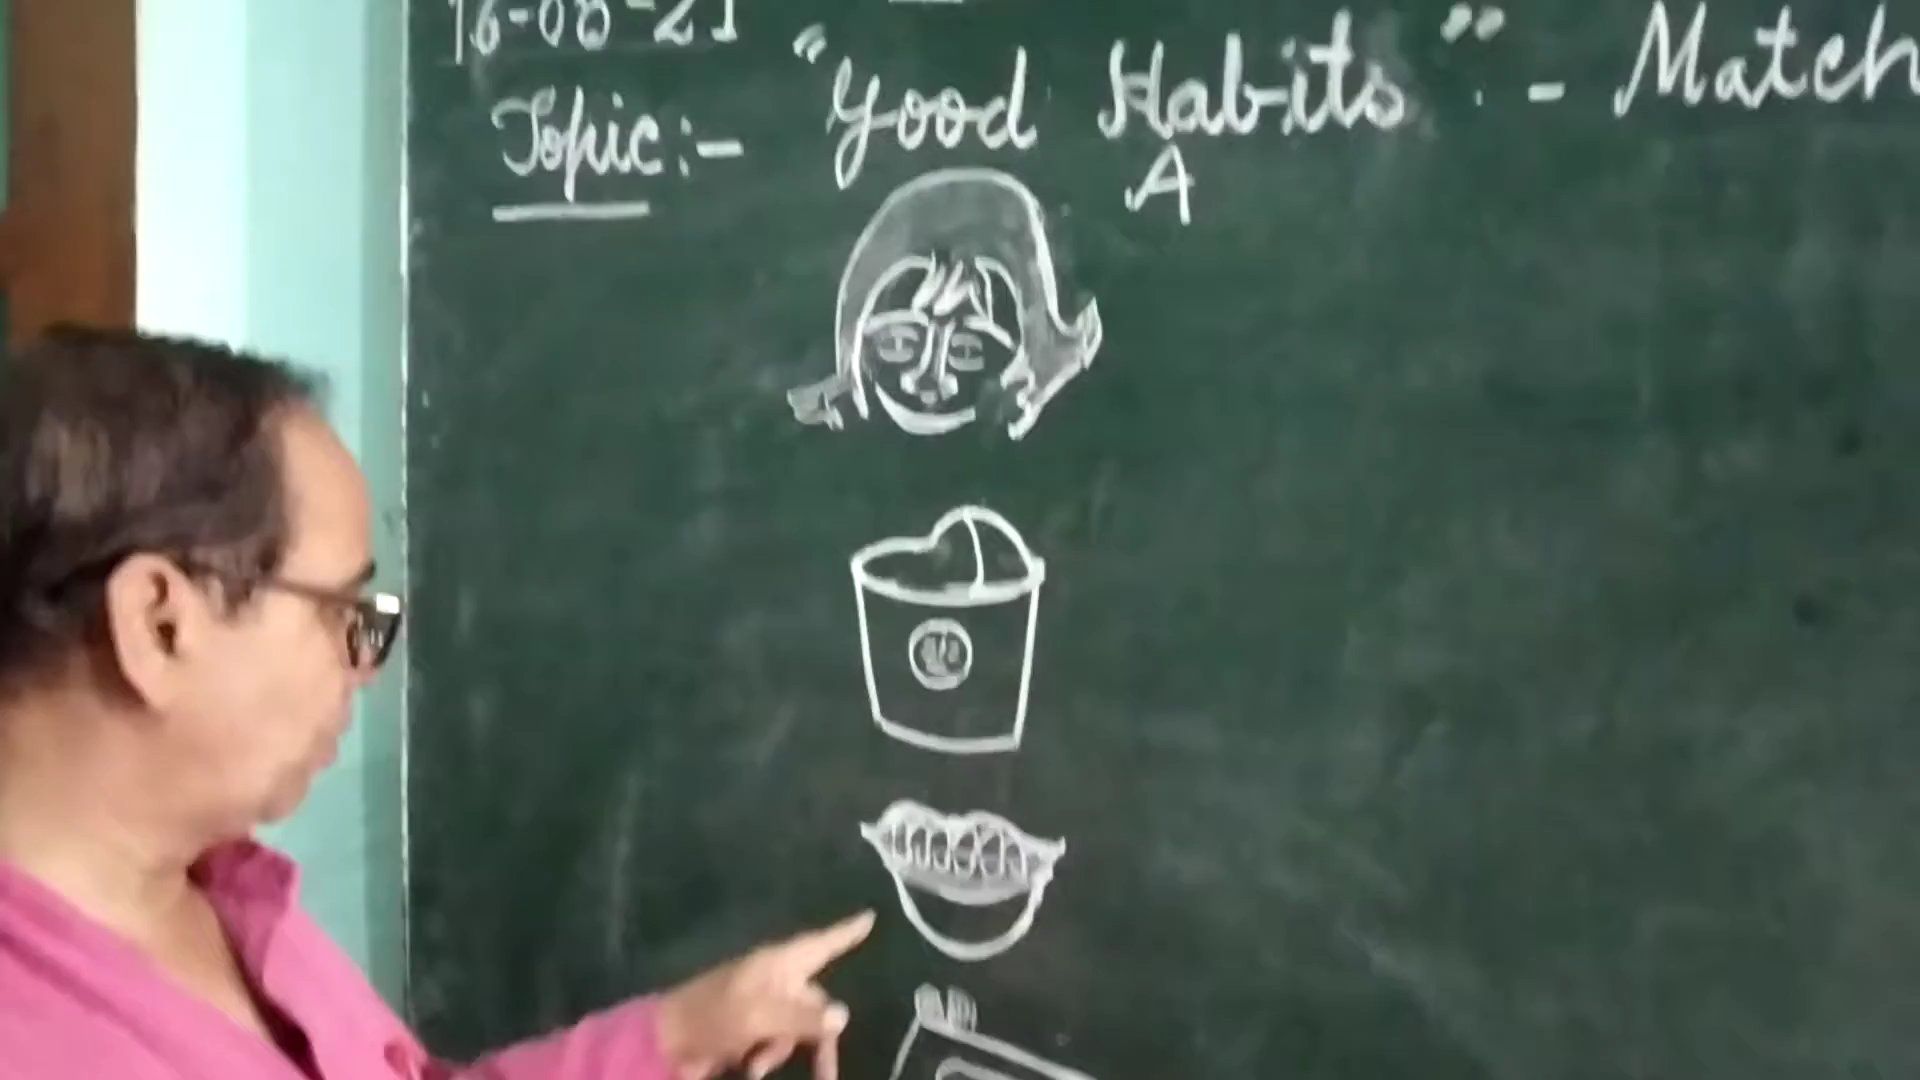 16-08-21
Topic:- "Good Habits" :- Match
A